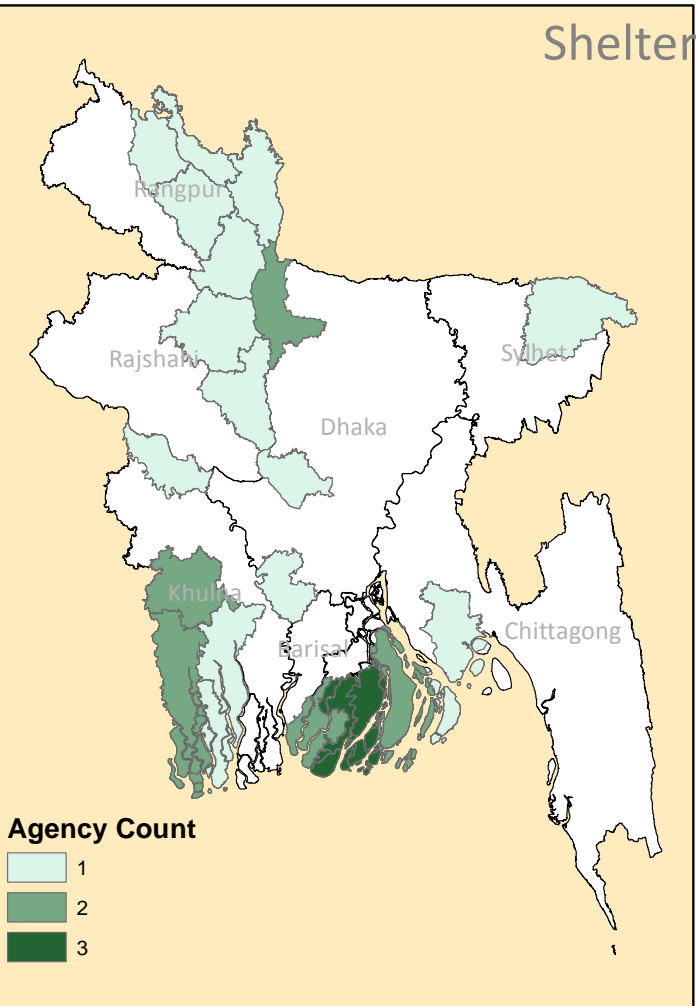 Shelter
Rangpur
Rajshahi
Sylhet
Dhaka
Khulna
Barisal
Chittagong
Agency Count
1
2
3